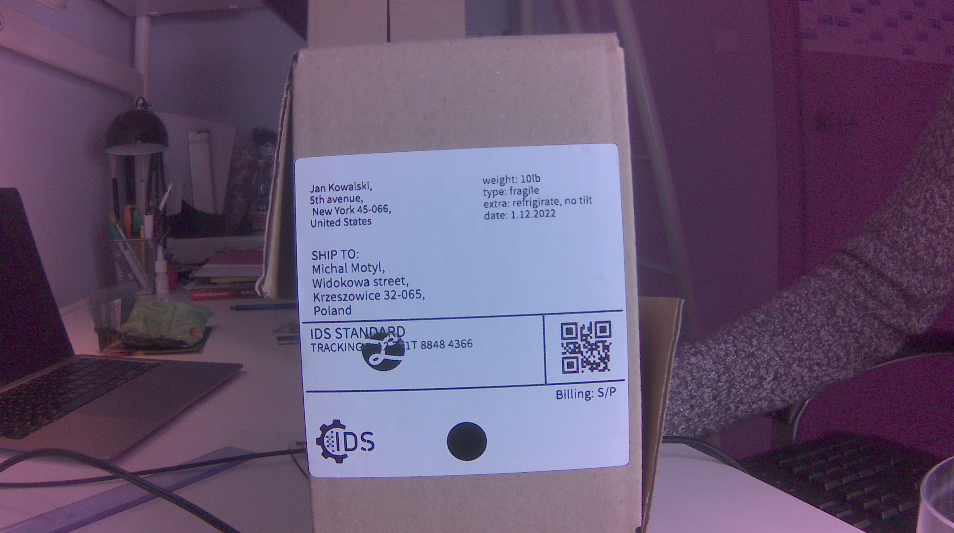 Jan Kowalski,
5th avenue,
New York 45-066,
United States
weight: 10lb
type: fragile
extra: refrigirate, no tilt
date: 1.12.2022
SHIP TO:
Michal Motyl,
Widokowa street,
Krzeszowice 32-065,
Poland
IDS STANDARD
TRACKING 1T 8848 4366
Billing: S/P
IDS